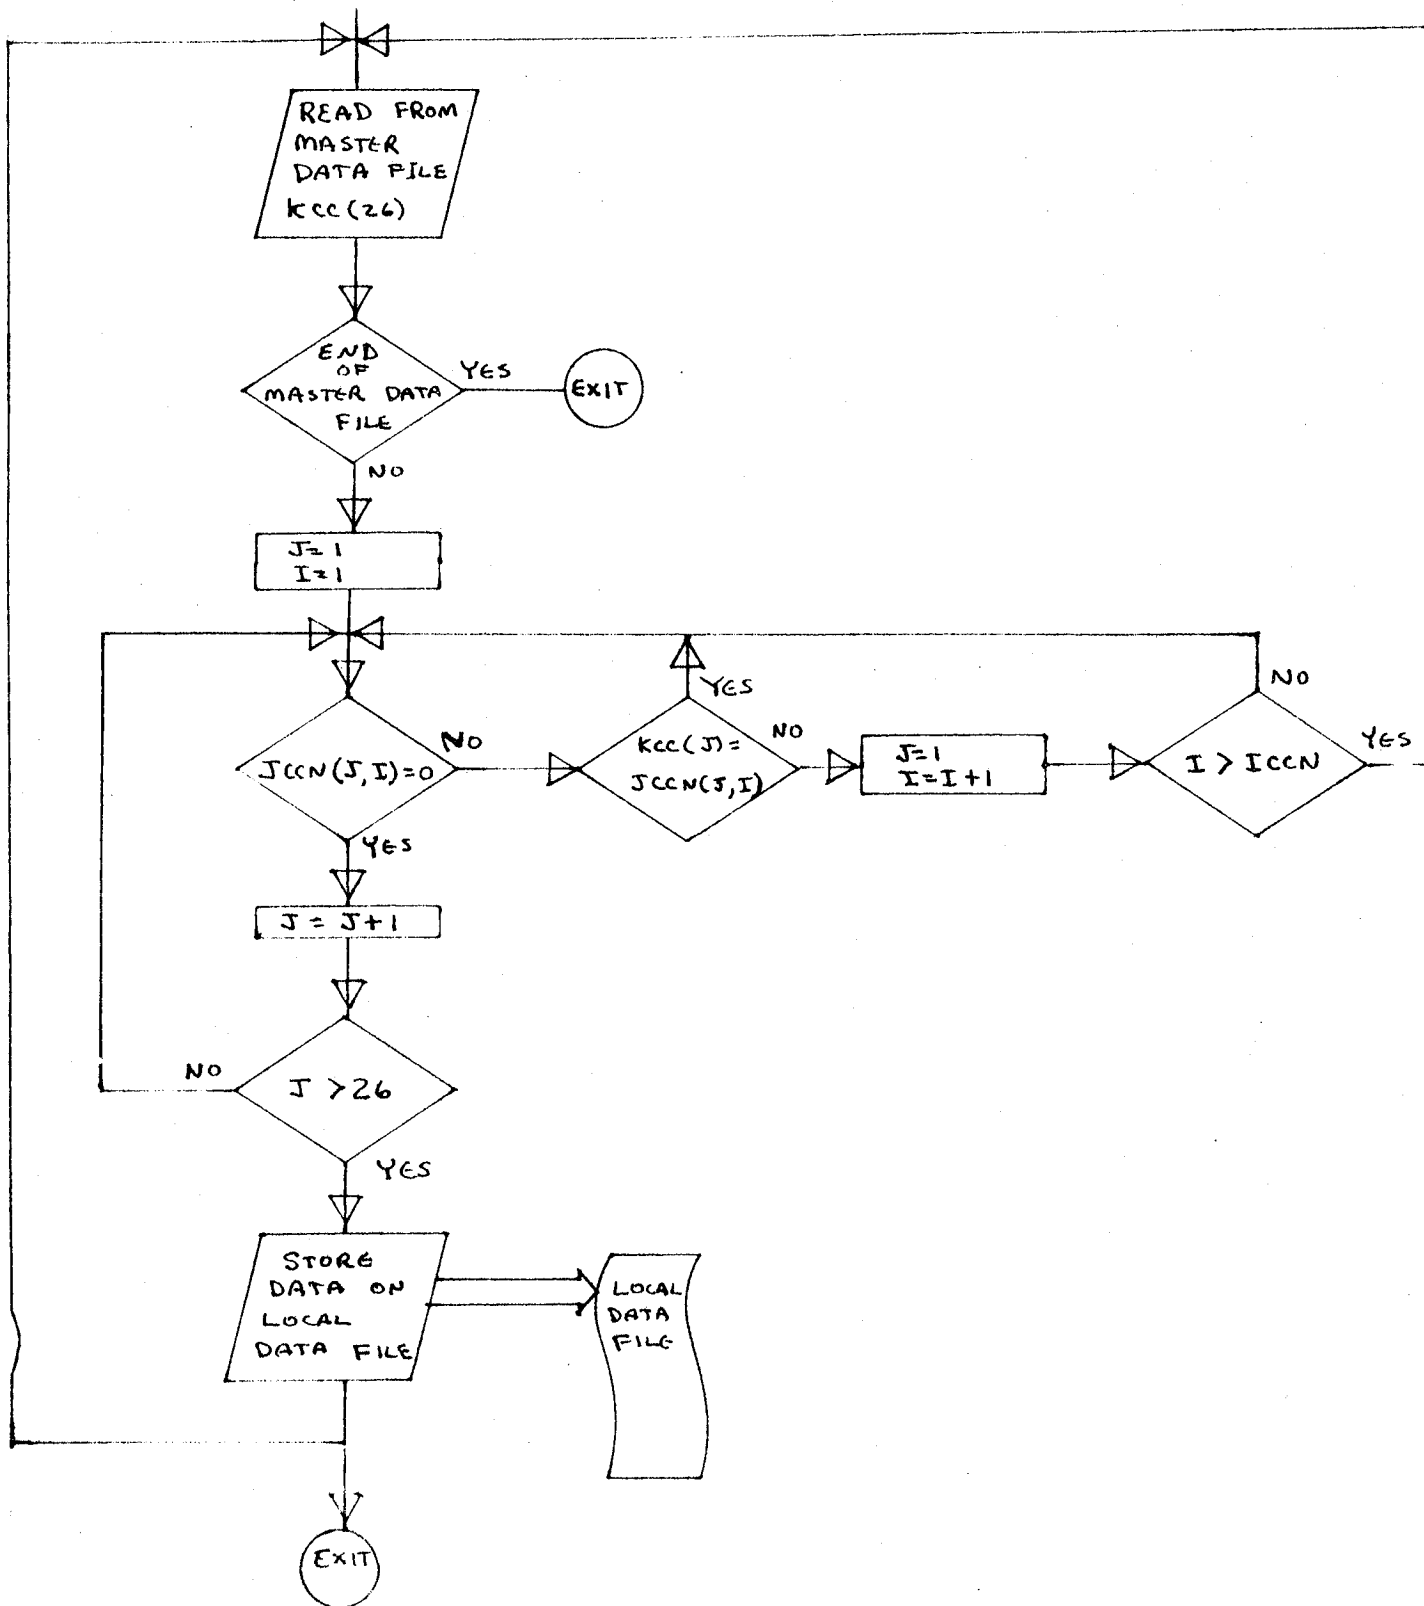 READ FROM
MASTER
DATA FILE
KCC(26)
END
OF
MASTER DATA
FILE
YES
EXIT
NO
J=1
I=1
JCCN(J,I)=0
NO
KCC(J)=
JCCN(J,I)
YES
NO
J=1
I=I+1
I > ICCN
NO
YES
YES
J = J+1
J >26
NO
YES
STORE
DATA ON
LOCAL
DATA FILE
LOCAL
DATA
FILE
EXIT